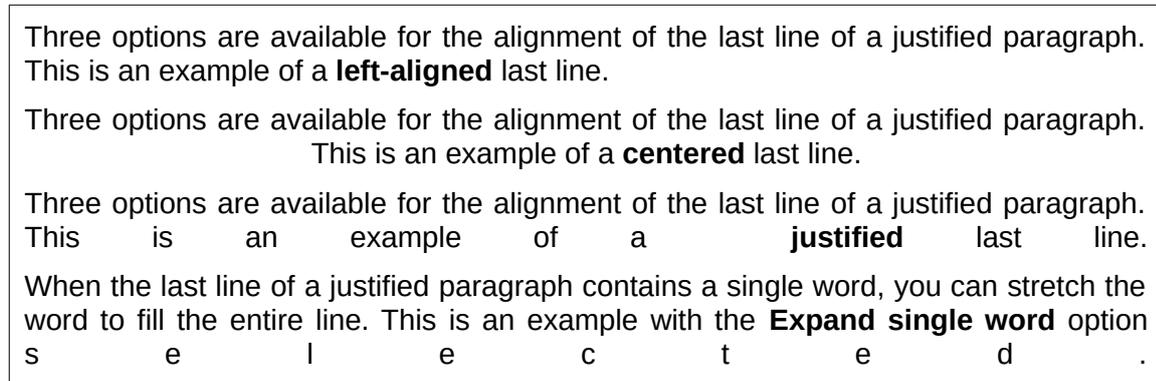 Three options are available for the alignment of the last line of a justified paragraph.
This is an example of a left-aligned last line.
Three options are available for the alignment of the last line of a justified paragraph.
This is an example of a centered last line.
Three options are available for the alignment of the last line of a justified paragraph.
This is an example of a justified last line.
When the last line of a justified paragraph contains a single word, you can stretch the
word to fill the entire line. This is an example with the Expand single word option
s e l e c t e d .